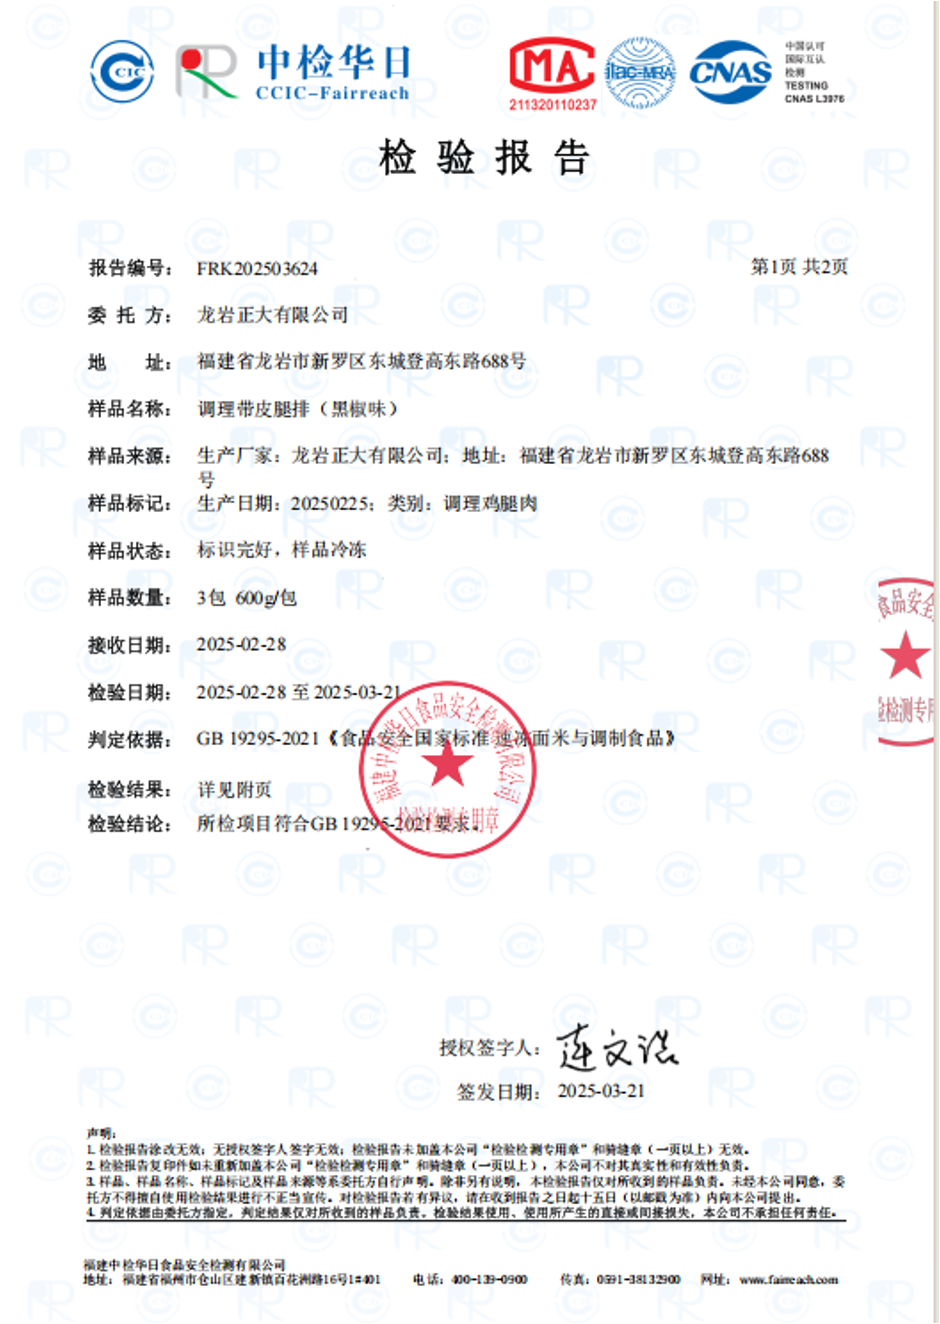 CCIC
中检华日
CCIC-Fairreach
MA
211320110237
ilac-MRA
CNAS
中国认可
国际互认
检测
TESTING
CNAS L3976
检验报告
报告编号： FRK202503624
第1页 共2页
委 托 方： 龙岩正大有限公司
地 址： 福建省龙岩市新罗区东城登高东路688号
样品名称： 调理带皮腿排（黑椒味）
样品来源： 生产厂家：龙岩正大有限公司；地址：福建省龙岩市新罗区东城登高东路688
号
样品标记： 生产日期：20250225；类别：调理鸡腿肉
样品状态： 标识完好，样品冷冻
样品数量： 3包 600g/包
接收日期： 2025-02-28
检验日期： 2025-02-28 至 2025-03-21
判定依据： GB 19295-2021《食品安全国家标准 速冻面米与调制食品》
检验结果： 详见附页
检验结论： 所检项目符合GB 19295-2021要求。
福建中检华日食品安全检测有限公司
检验检测专用章
食品安全
检测专用
授权签字人： 连文浩
签发日期： 2025-03-21
声明：
1. 检验报告涂改无效；无授权签字人签字无效；检验报告未加盖本公司“检验检测专用章”和骑缝章（一页以上）无效。
2. 检验报告复印件如未重新加盖本公司“检验检测专用章”和骑缝章（一页以上），本公司不对其真实性和有效性负责。
3. 样品、样品名称、样品标记及样品来源等系委托方自行声明。除非另有说明，本检验报告仅对所收到的样品负责。未经本公司同意，委
托方不得擅自使用检验结果进行不正当宣传。对检验报告若有异议，请在收到报告之日起十五日（以邮戳为准）内向本公司提出。
4. 判定依据由委托方指定，判定结果仅对所收到的样品负责。检验结果使用、使用所产生的直接或间接损失，本公司不承担任何责任。
福建中检华日食品安全检测有限公司
地址：福建省福州市仓山区建新镇百花洲路16号1#401 电话：400-139-0900 传真：0591-38132900 网址：www.fairreach.com